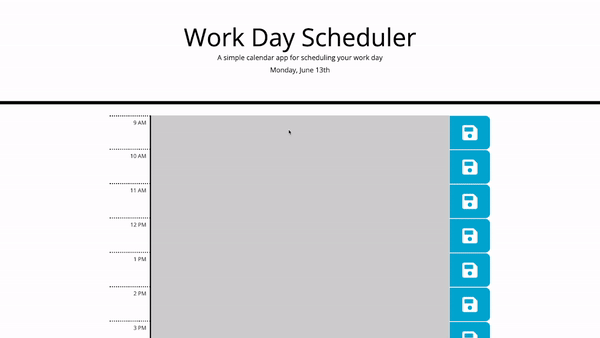 Work Day Scheduler
A simple calendar app for scheduling your work day
Monday, June 13th
9 AM
10 AM
11 AM
12 PM
1 PM
2 PM
3 PM